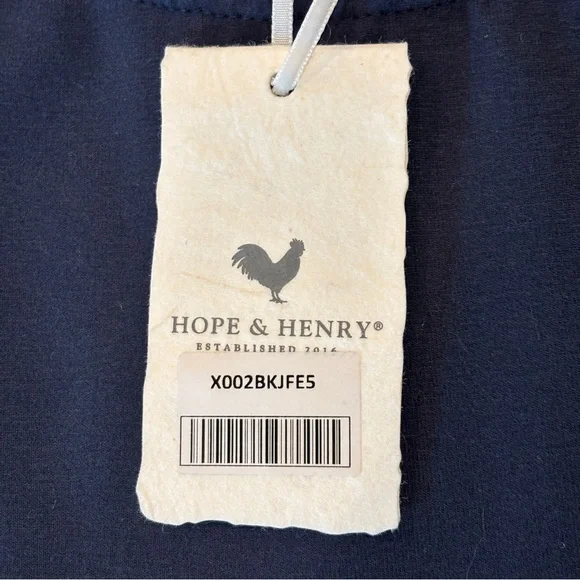 HOPE & HENRY®
ESTABLISHED 2016
X002BKJFE5